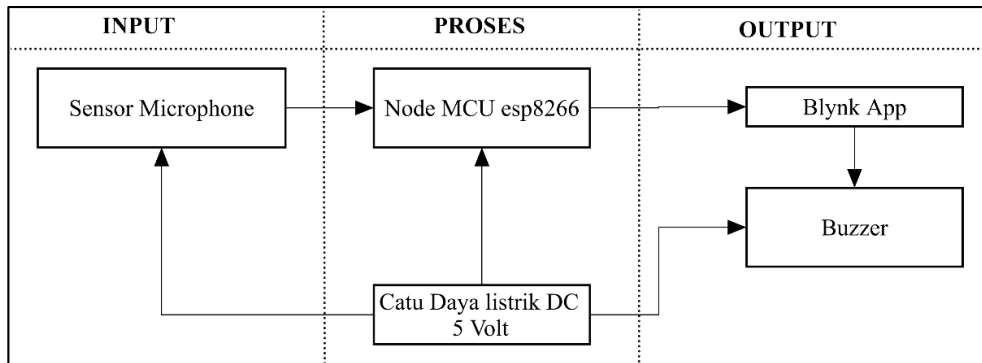 INPUT
PROSES
OUTPUT
Sensor Microphone
Node MCU esp8266
Blynk App
Buzzer
Catu Daya listrik DC
5 Volt